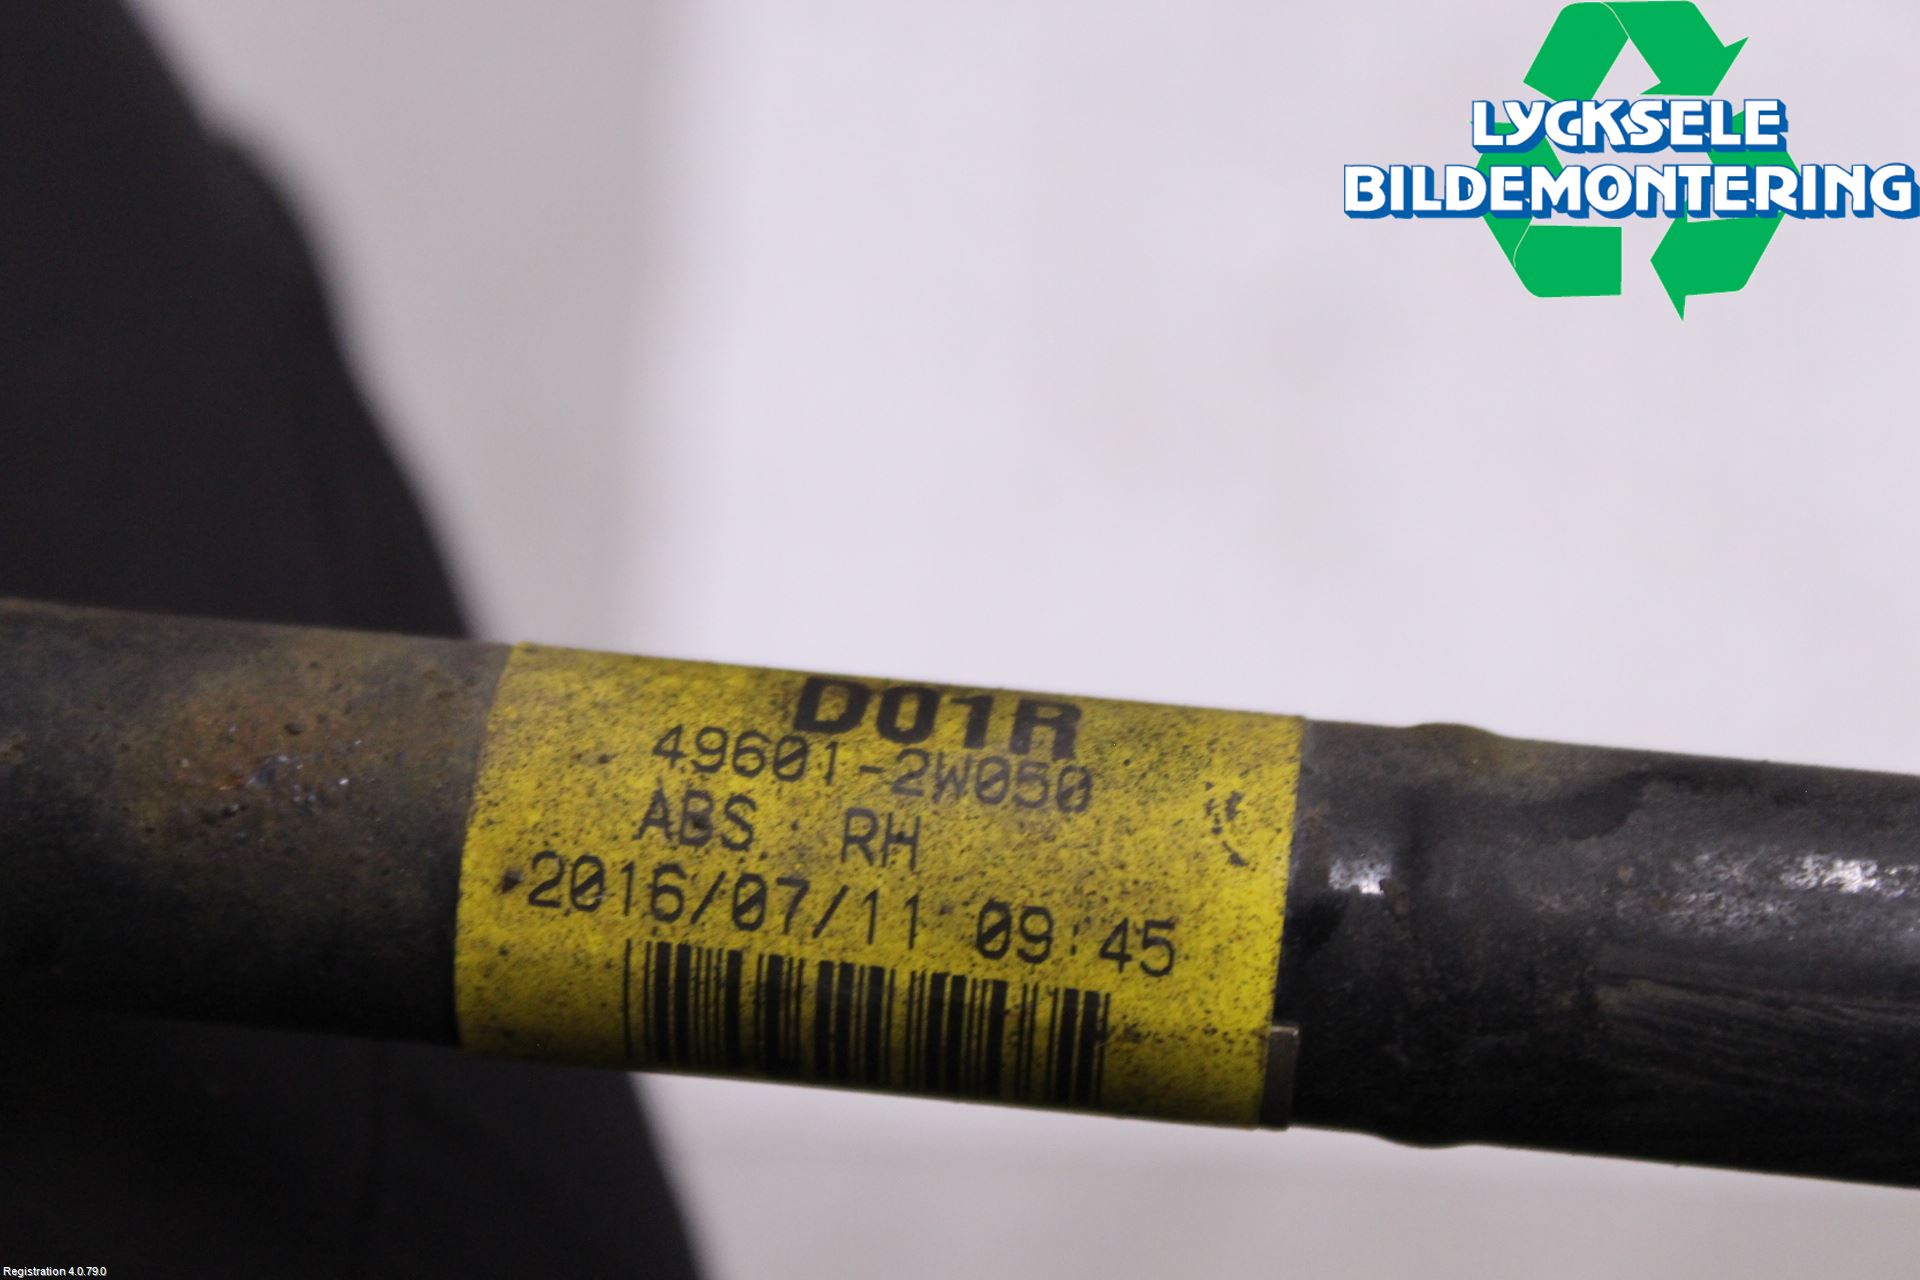 LYCKSELE
BILDEMONTERING
D01R
49601-2W050
ABS RH
2016/07/11 09:45
Registration 4.0.79.0